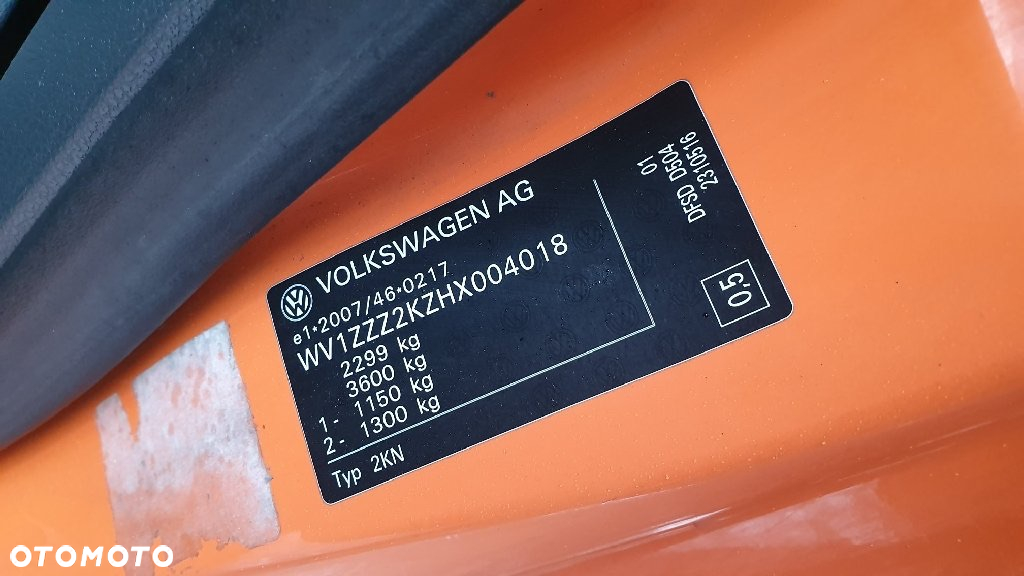 VOLKSWAGEN AG
e1*2007/46*0217
WV1ZZZ2KZHX004018
2299 kg
3600 kg
1- 1150 kg
2- 1300 kg
Typ 2KN
01
DFSD D504
2310516
0,5
OTOMOTO